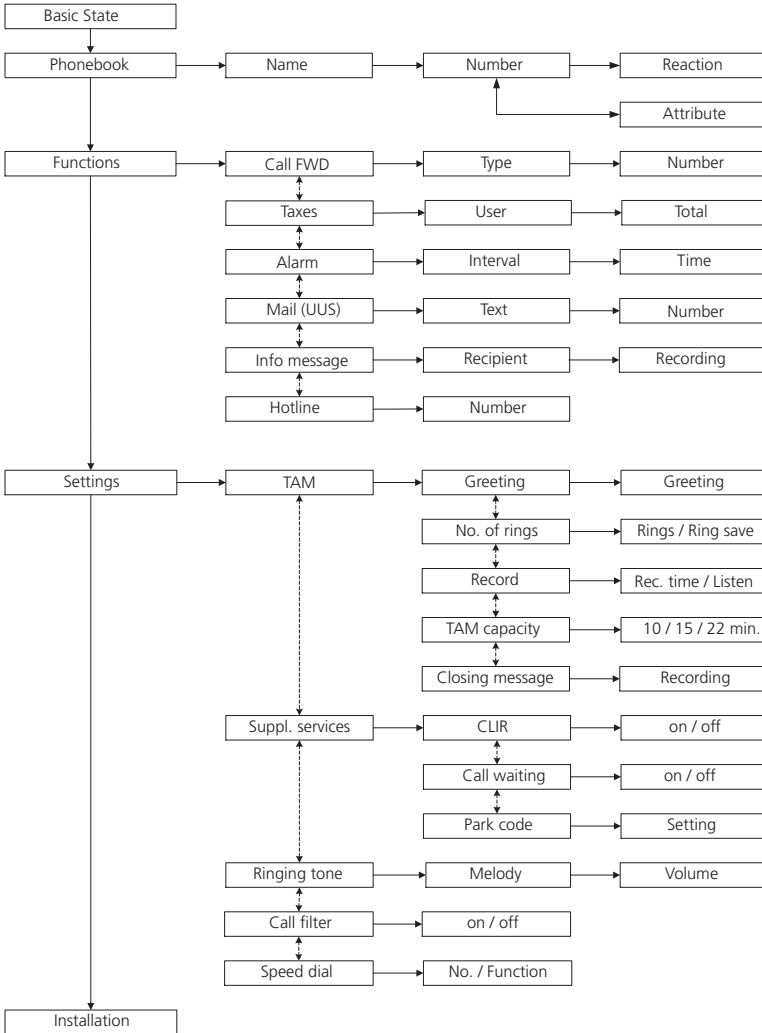 Basic State
Phonebook Name Number Reaction
Attribute
Functions Call FWD Type Number
Taxes User Total
Alarm Interval Time
Mail (UUS) Text Number
Info message Recipient Recording
Hotline Number
Settings TAM Greeting Greeting
No. of rings Rings / Ring save
Record Rec. time / Listen
TAM capacity 10 / 15 / 22 min.
Closing message Recording
Suppl. services CLIR on / off
Call waiting on / off
Park code Setting
Ringing tone Melody Volume
Call filter on / off
Speed dial No. / Function
Installation